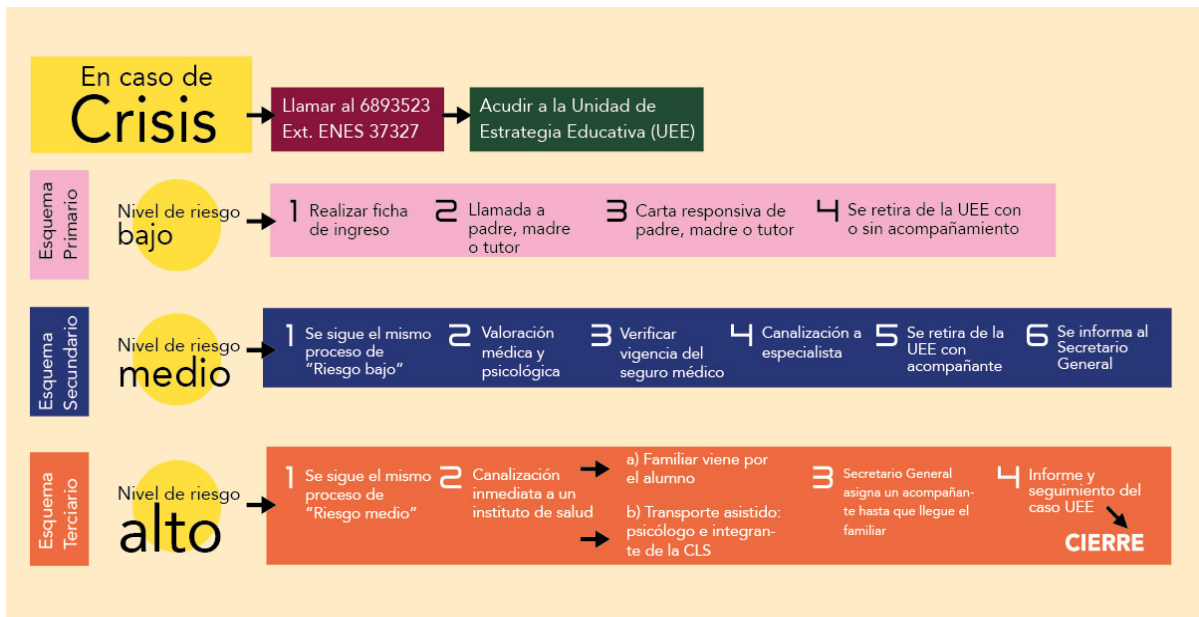 En caso de
Crisis
Llamar al 6893523
Ext. ENES 37327
Acudir a la Unidad de
Estrategia Educativa (UEE)
Esquema
Primario
Nivel de riesgo
bajo
1 Realizar ficha
de ingreso
2 Llamada a
padre, madre
o tutor
3 Carta responsiva de
padre, madre o tutor
4 Se retira de la UEE con
o sin acompañamiento
Esquema
Secundario
Nivel de riesgo
medio
1 Se sigue el mismo
proceso de
"Riesgo bajo"
2 Valoración
médica y
psicológica
3 Verificar
vigencia del
seguro médico
4 Canalización a
especialista
5 Se retira de la
UEE con
acompañante
6 Se informa al
Secretario
General
Esquema
Terciario
Nivel de riesgo
alto
1 Se sigue el mismo
proceso de
"Riesgo medio"
2 Canalización
inmediata a un
instituto de salud
a) Familiar viene por
el alumno
b) Transporte asistido:
psicólogo e integran-
te de la CLS
3 Secretario General
asigna un acompañan-
te hasta que llegue el
familiar
4 Informe y
seguimiento del
caso UEE
CIERRE